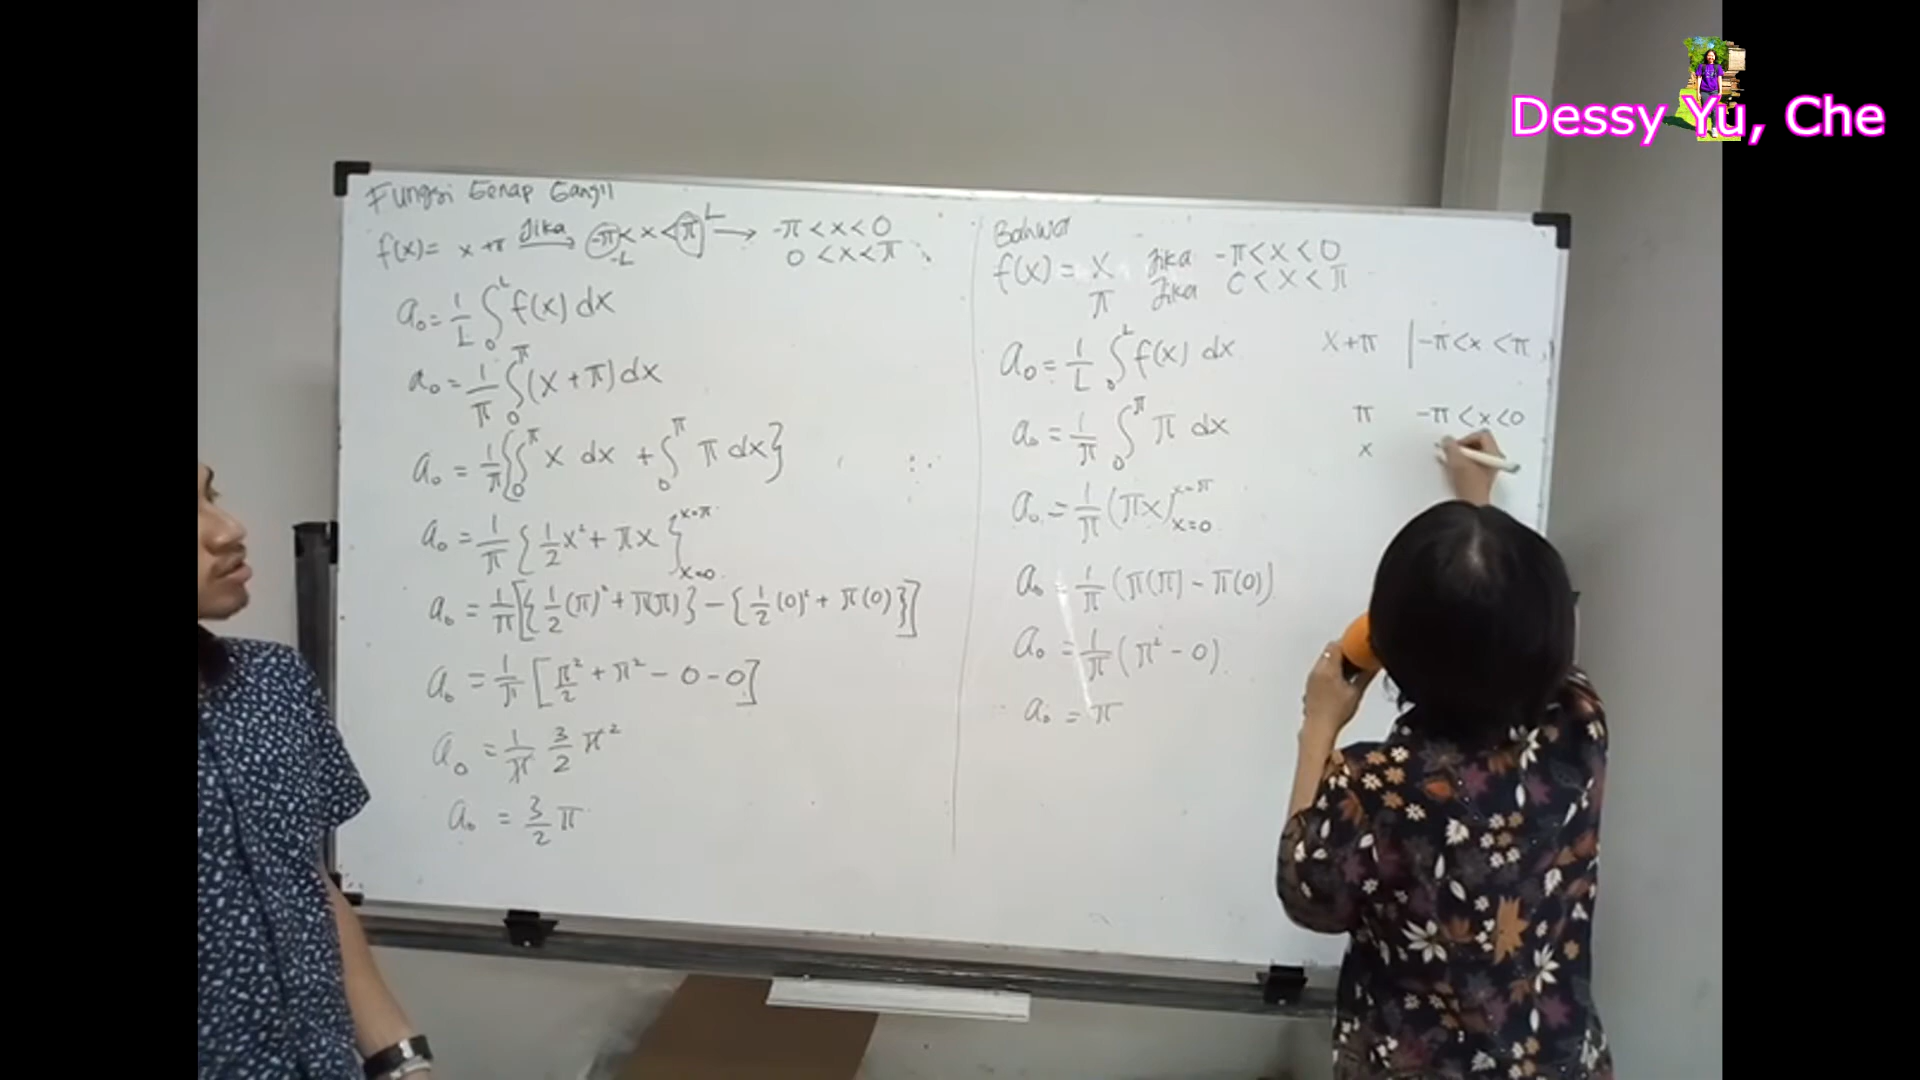 Dessy Yu, Che
Fungsi Genap Ganjil
f(x) = x + π Jika → -π < x < π → -π < x < 0
-L L 0 < x < π
a₀ = 1/L ∫₀ᴸ f(x) dx
a₀ = 1/π ∫₀^π (x + π) dx
a₀ = 1/π {∫₀^π x dx + ∫₀^π π dx}
a₀ = 1/π {1/2 x² + πx}_{x=0}^{x=π}
a₀ = 1/π [{1/2 (π)² + π(π)} - {1/2 (0)² + π(0)}]
a₀ = 1/π [π²/2 + π² - 0 - 0]
a₀ = 1/π 3/2 π²
a₀ = 3/2 π
Bahwa
f(x) = x Jika -π < x < 0
π Jika 0 < x < π
a₀ = 1/L ∫₀ᴸ f(x) dx
a₀ = 1/π ∫₀^π π dx
a₀ = 1/π (πx)_{x=0}^{x=π}
a₀ = 1/π (π(π) - π(0))
a₀ = 1/π (π² - 0)
a₀ = π
x + π | -π < x < π
π -π < x < 0
x